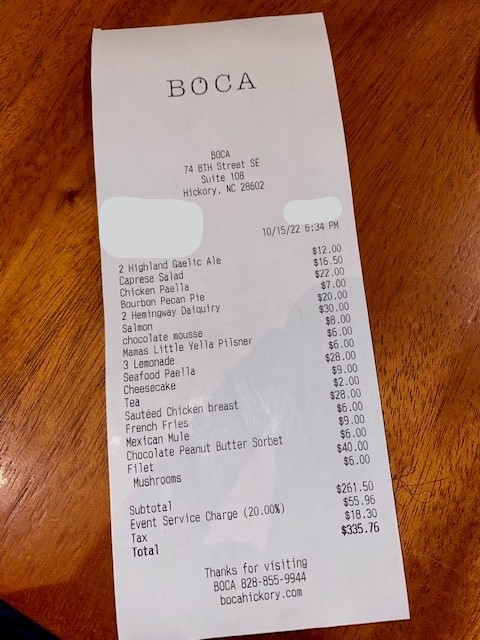 BOCA
BOCA
74 8TH Street SE
Suite 108
Hickory, NC 28602
10/15/22 6:34 PM
2 Highland Gaelic Ale $12.00
Caprese Salad $16.50
Chicken Paella $22.00
Bourbon Pecan Pie $7.00
2 Hemingway Daiquiry $20.00
Salmon $30.00
chocolate mousse $8.00
Mamas Little Yella Pilsner $6.00
3 Lemonade $6.00
Seafood Paella $28.00
Cheesecake $9.00
Tea $2.00
Sautéed Chicken breast $28.00
French Fries $6.00
Mexican Mule $9.00
Chocolate Peanut Butter Sorbet $6.00
Filet $40.00
Mushrooms $6.00
Subtotal $261.50
Event Service Charge (20.00%) $55.96
Tax $18.30
Total $335.76
Thanks for visiting
BOCA 828-855-9944
bocahickory.com